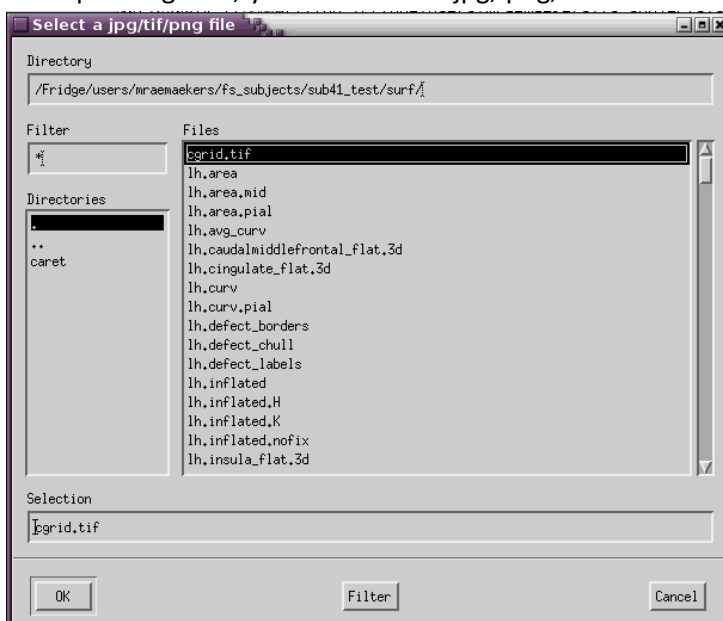 Select a jpg/tif/png file
Directory
/Fridge/users/mraemaekers/fs_subjects/sub41_test/surf/
Filter
*
Files
cgrid.tif
lh.area
lh.area.mid
lh.area.pial
lh.avg_curv
lh.caudalmiddlefrontal_flat.3d
lh.cingulate_flat.3d
lh.curv
lh.curv.pial
lh.defect_borders
lh.defect_chull
lh.defect_labels
lh.inflated
lh.inflated.H
lh.inflated.K
lh.inflated.nofix
lh.insula_flat.3d
Directories
.
..
caret
Selection
cgrid.tif
OK
Filter
Cancel